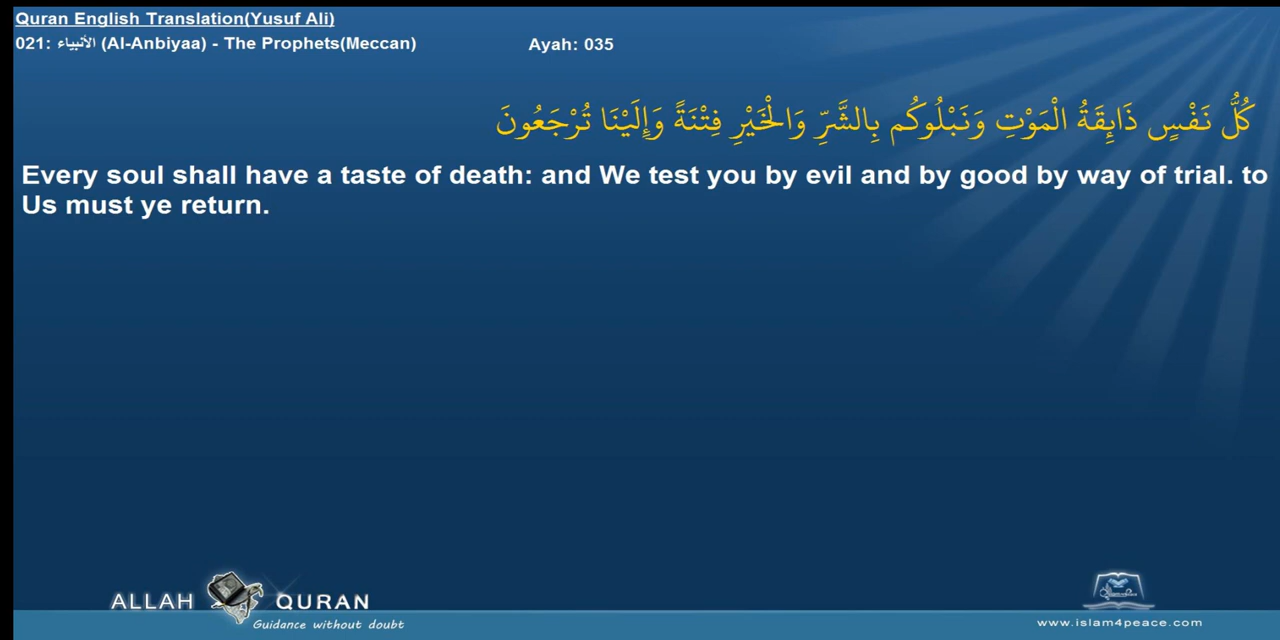 Quran English Translation(Yusuf Ali)
021: الأنبياء (Al-Anbiyaa) - The Prophets(Meccan) Ayah: 035
كُلُّ نَفْسٍ ذَائِقَةُ الْمَوْتِ وَنَبْلُوكُم بِالشَّرِّ وَالْخَيْرِ فِتْنَةً وَإِلَيْنَا تُرْجَعُونَ
Every soul shall have a taste of death: and We test you by evil and by good by way of trial. to
Us must ye return.
ALLAH QURAN
Guidance without doubt
www.islam4peace.com